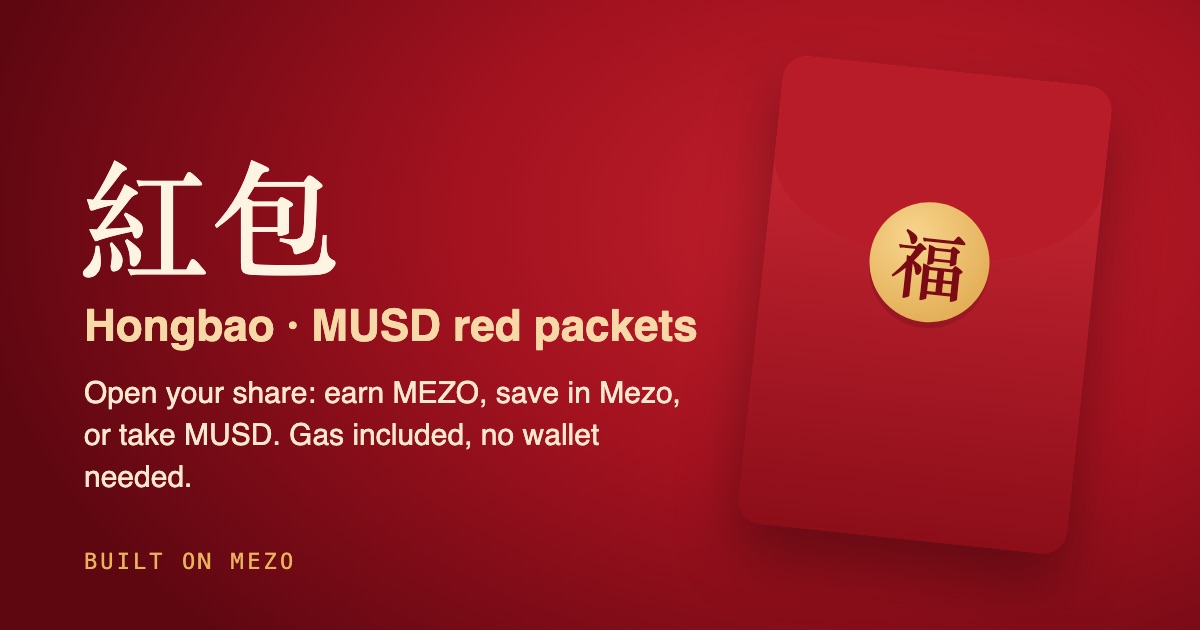 紅包
Hongbao · MUSD red packets
Open your share: earn MEZO, save in Mezo,
or take MUSD. Gas included, no wallet
needed.
BUILT ON MEZO
福